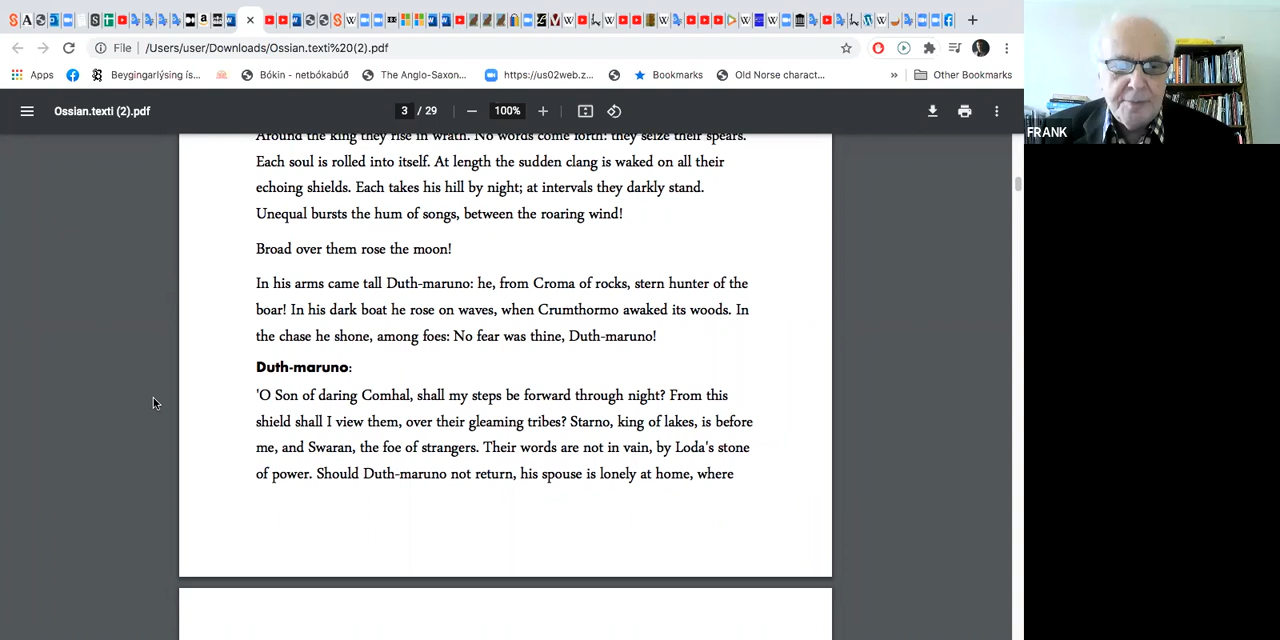 File
/Users/user/Downloads/Ossian.texti%20(2).pdf
Apps
Beygingarlýsing ís...
Bókin - netbókabúð
The Anglo-Saxon...
https://us02web.z...
Bookmarks
Old Norse charact...
»
Other Bookmarks
Ossian.texti (2).pdf
3 / 29
100%
FRANK
Around the king they rise in wrath. No words come forth: they seize their spears.
Each soul is rolled into itself. At length the sudden clang is waked on all their
echoing shields. Each takes his hill by night; at intervals they darkly stand.
Unequal bursts the hum of songs, between the roaring wind!
Broad over them rose the moon!
In his arms came tall Duth-maruno: he, from Croma of rocks, stern hunter of the
boar! In his dark boat he rose on waves, when Crumthormo awaked its woods. In
the chase he shone, among foes: No fear was thine, Duth-maruno!
Duth-maruno:
'O Son of daring Comhal, shall my steps be forward through night? From this
shield shall I view them, over their gleaming tribes? Starno, king of lakes, is before
me, and Swaran, the foe of strangers. Their words are not in vain, by Loda's stone
of power. Should Duth-maruno not return, his spouse is lonely at home, where